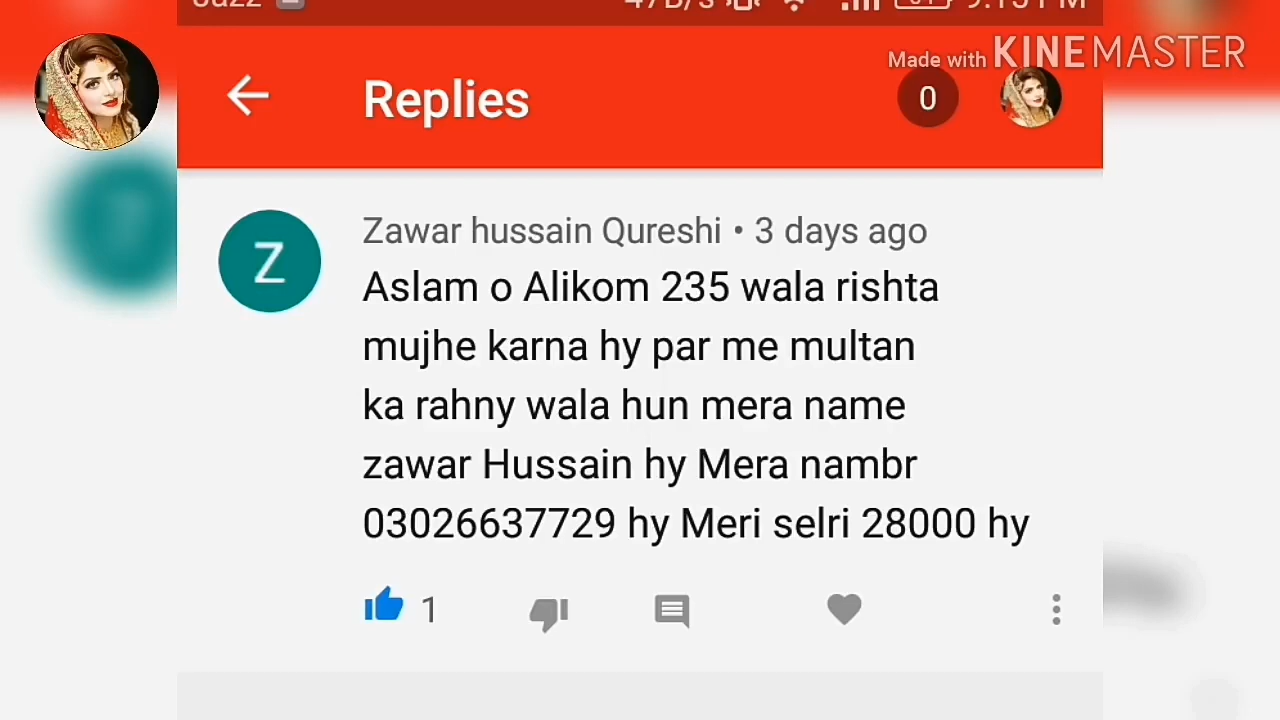 Made with KINEMASTER
Replies
0
Z
Zawar hussain Qureshi • 3 days ago
Aslam o Alikom 235 wala rishta
mujhe karna hy par me multan
ka rahny wala hun mera name
zawar Hussain hy Mera nambr
03026637729 hy Meri selri 28000 hy
1